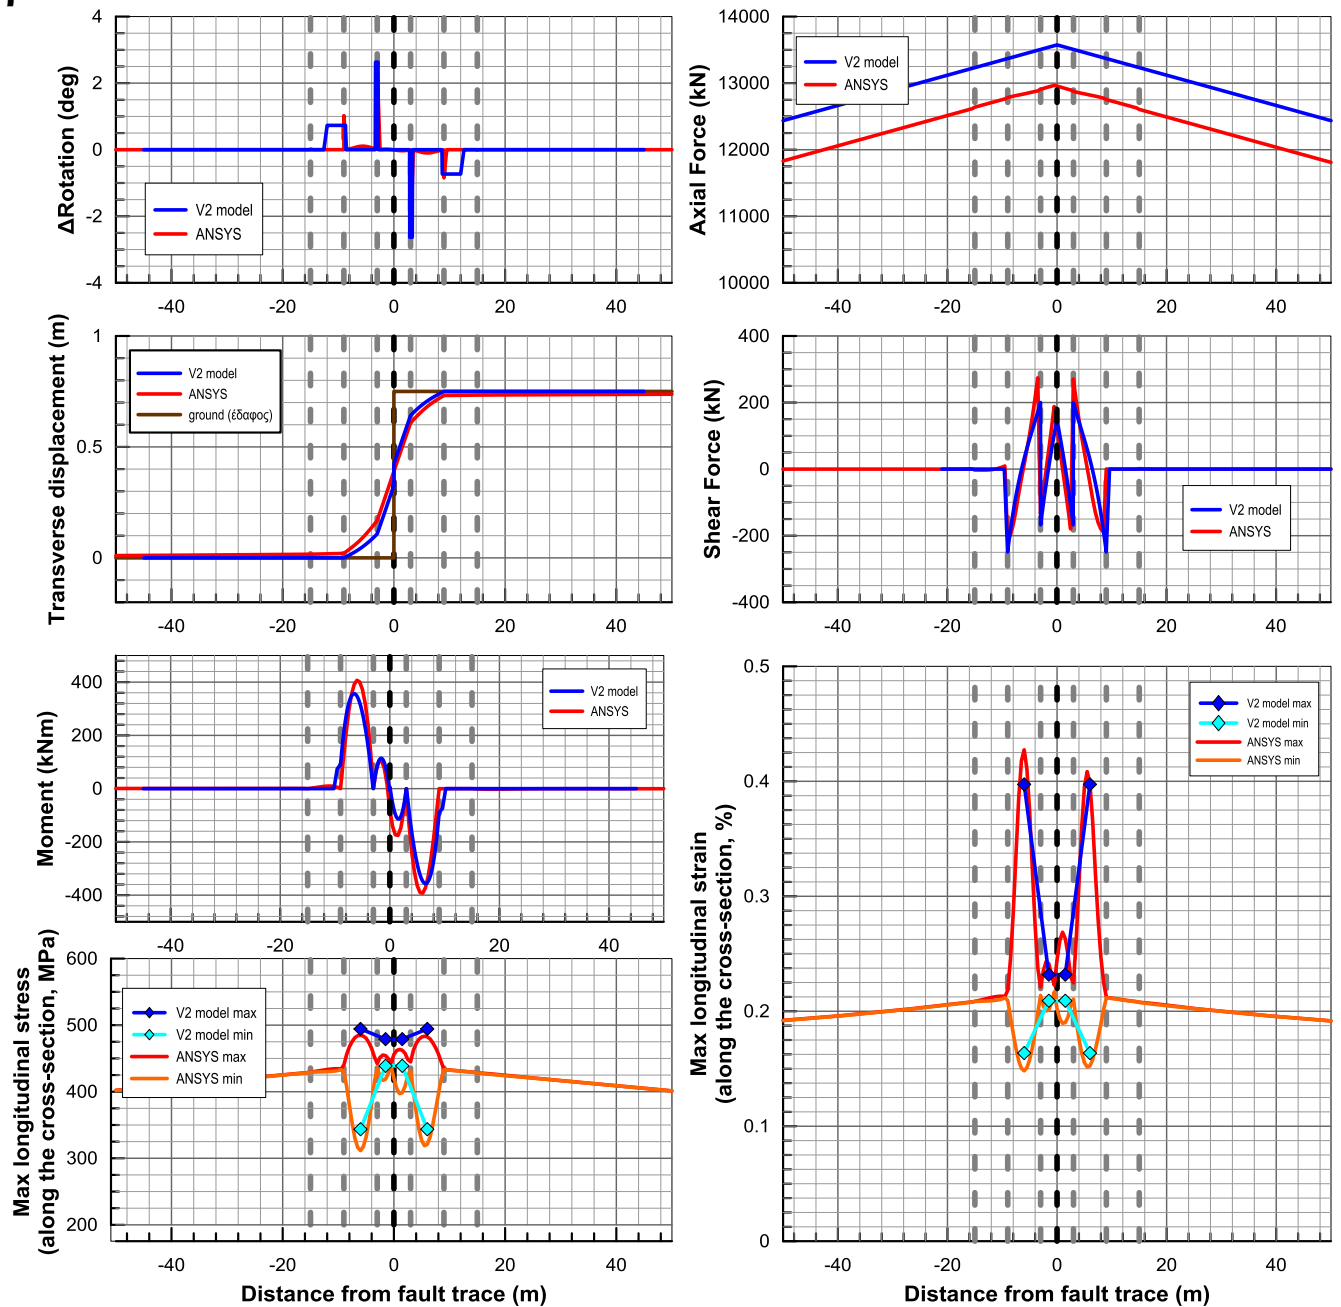 ΔRotation (deg)
4
2
0
-2
-4
V2 model
ANSYS
-40
-20
0
20
40
Axial Force (kN)
14000
13000
12000
11000
10000
V2 model
ANSYS
-40
-20
0
20
40
Transverse displacement (m)
1
0.5
0
V2 model
ANSYS
ground (έδαφος)
-40
-20
0
20
40
Shear Force (kN)
400
200
0
-200
-400
V2 model
ANSYS
-40
-20
0
20
40
Moment (kNm)
400
200
0
-200
-400
V2 model
ANSYS
-40
-20
0
20
40
Max longitudinal stress
(along the cross-section, MPa)
600
500
400
300
200
V2 model max
V2 model min
ANSYS max
ANSYS min
-40
-20
0
20
40
Distance from fault trace (m)
Max longitudinal strain
(along the cross-section, %)
0.5
0.4
0.3
0.2
0.1
0
V2 model max
V2 model min
ANSYS max
ANSYS min
-40
-20
0
20
40
Distance from fault trace (m)